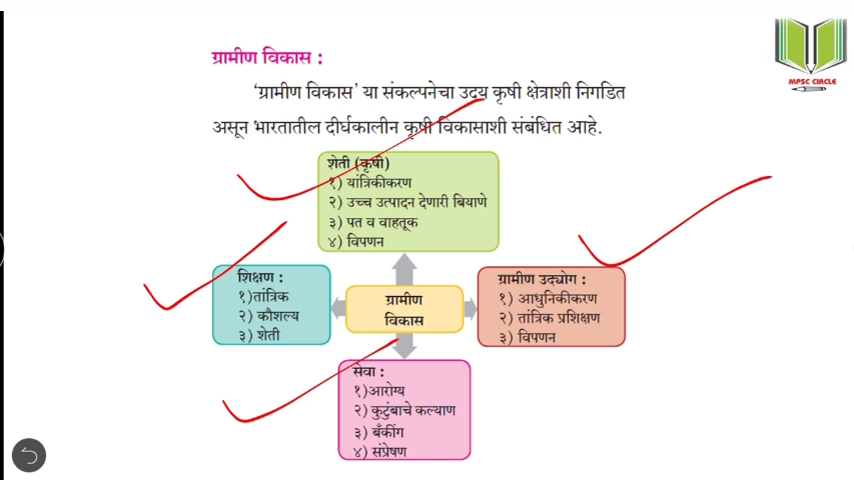 MPSC CIRCLE
ग्रामीण विकास :
‘ग्रामीण विकास’ या संकल्पनेचा उदय कृषी क्षेत्राशी निगडित
असून भारतातील दीर्घकालीन कृषी विकासाशी संबंधित आहे.
शेती (कृषी)
१) यांत्रिकीकरण
२) उच्च उत्पादन देणारी बियाणे
३) पत व वाहतूक
४) विपणन
शिक्षण :
१)तांत्रिक
२) कौशल्य
३) शेती
ग्रामीण
विकास
ग्रामीण उद्योग :
१) आधुनिकीकरण
२) तांत्रिक प्रशिक्षण
३) विपणन
सेवा :
१)आरोग्य
२) कुटुंबाचे कल्याण
३) बँकींग
४) संप्रेषण